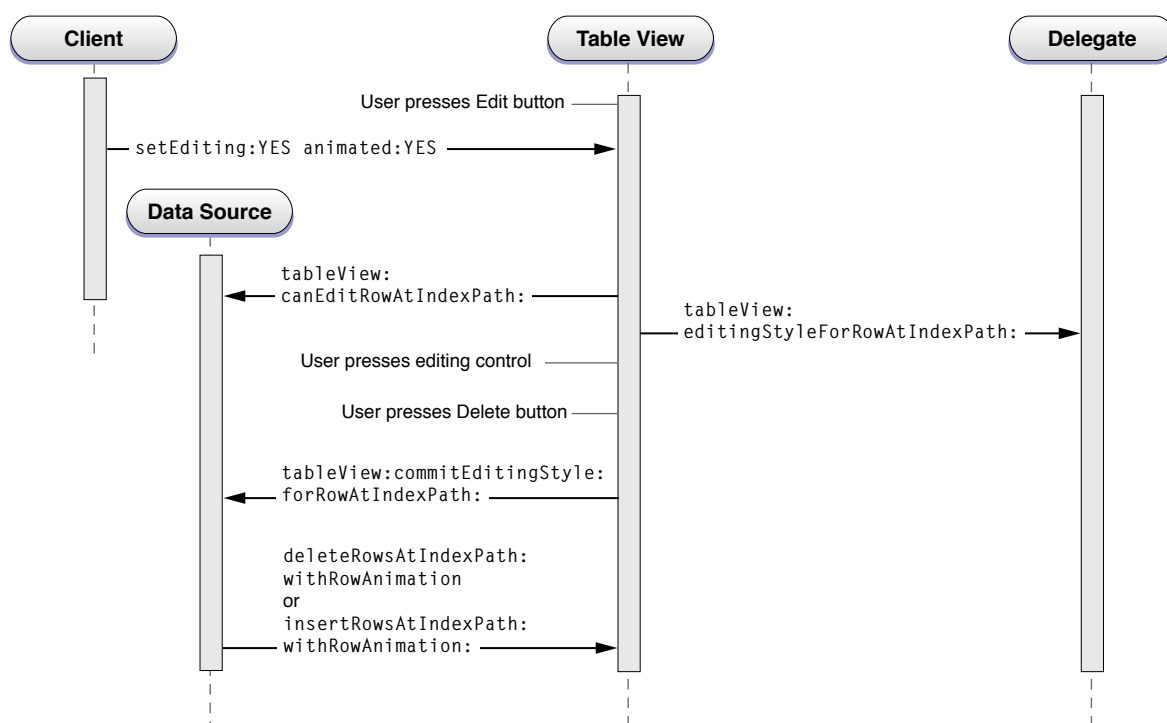 Client
Table View
Delegate
User presses Edit button
setEditing:YES animated:YES
Data Source
tableView:
canEditRowAtIndexPath:
tableView:
editingStyleForRowAtIndexPath:
User presses editing control
User presses Delete button
tableView:commitEditingStyle:
forRowAtIndexPath:
deleteRowsAtIndexPath:
withRowAnimation
or
insertRowsAtIndexPath:
withRowAnimation: